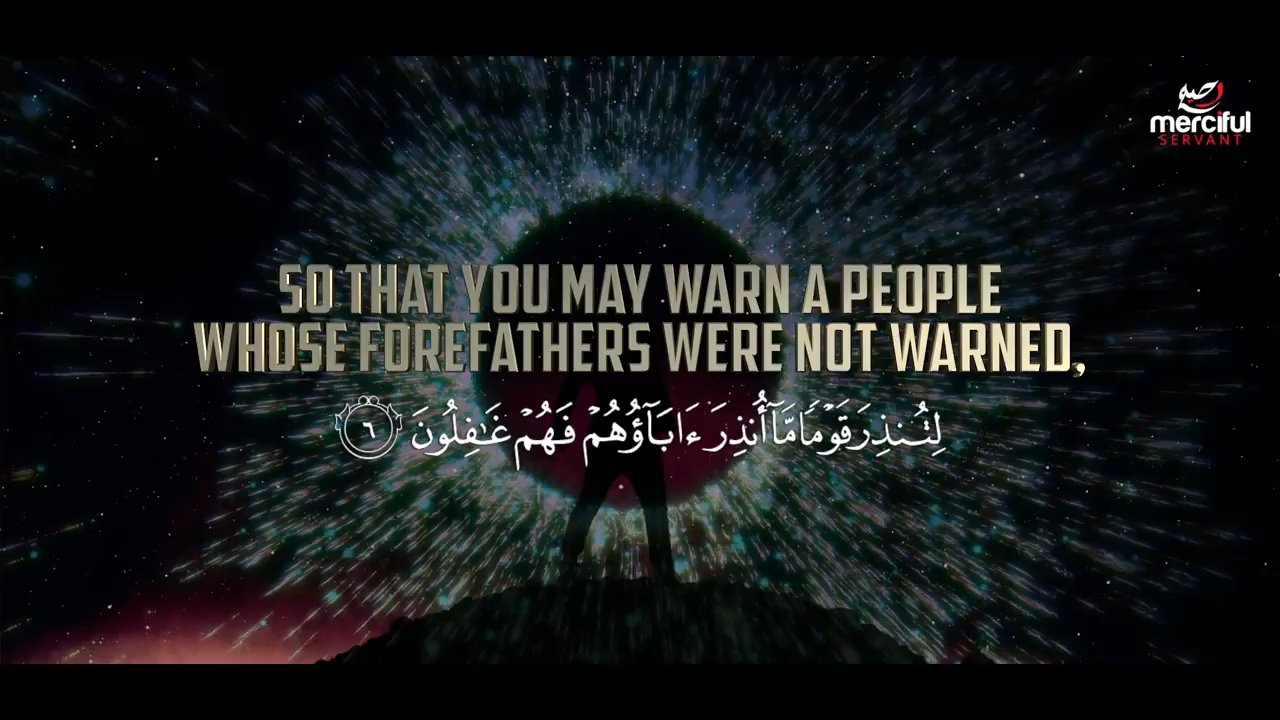 merciful
SERVANT
SO THAT YOU MAY WARN A PEOPLE
WHOSE FOREFATHERS WERE NOT WARNED,
لِتُنذِرَ قَوْمًا مَّآ أُنذِرَ ءَابَآؤُهُمْ فَهُمْ غَـٰفِلُونَ ٦